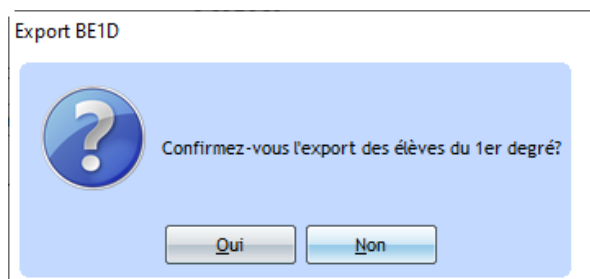 Export BE1D
Confirmez-vous l'export des élèves du 1er degré?
Oui
Non